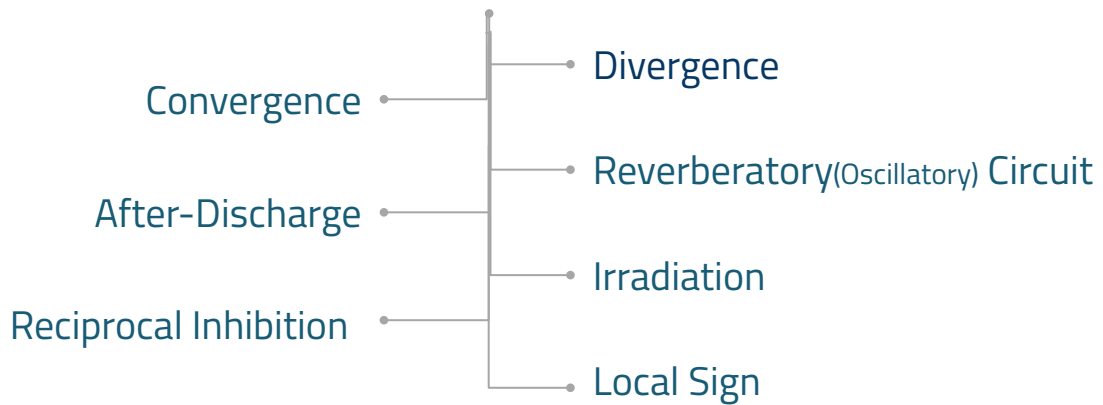 Divergence
Convergence
Reverberatory(Oscillatory) Circuit
After-Discharge
Irradiation
Reciprocal Inhibition
Local Sign